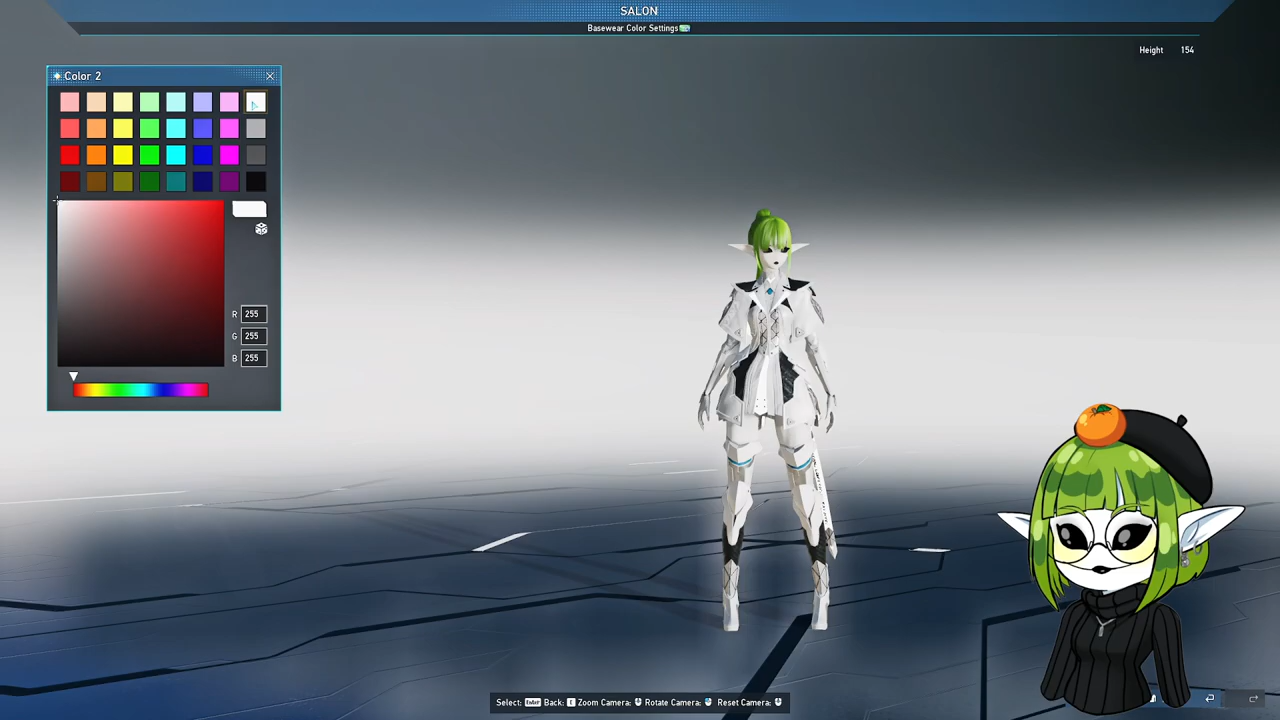 SALON
Basewear Color Settings
Height 154
Color 2
R 255
G 255
B 255
Select: Enter Back: Zoom Camera: Rotate Camera: Reset Camera: